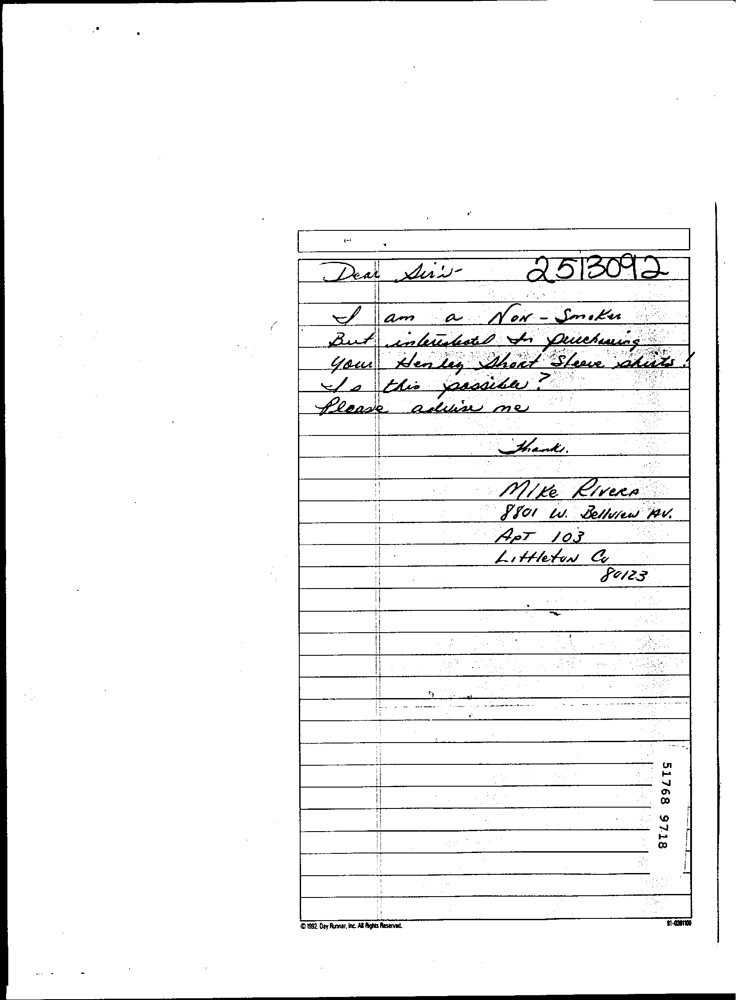 Dear Sir's- 2513092
I am a Non-Smoker
But interestested In purchasing
your Henley short Sleeve shirts!
Is this possible?
Please advise me
Thanks.
Mike Rivera
8801 W. Bellview AV.
APT 103
Littleton Co
80123
51768 9718
© 1992 Day Runner, Inc. All Rights Reserved. 91-0381100